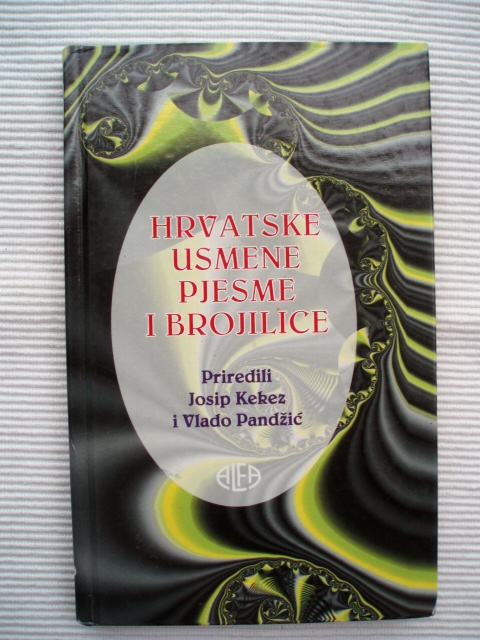 HRVATSKE
USMENE
PJESME
I BROJILICE
Priredili
Josip Kekez
i Vlado Pandžić
ALFA